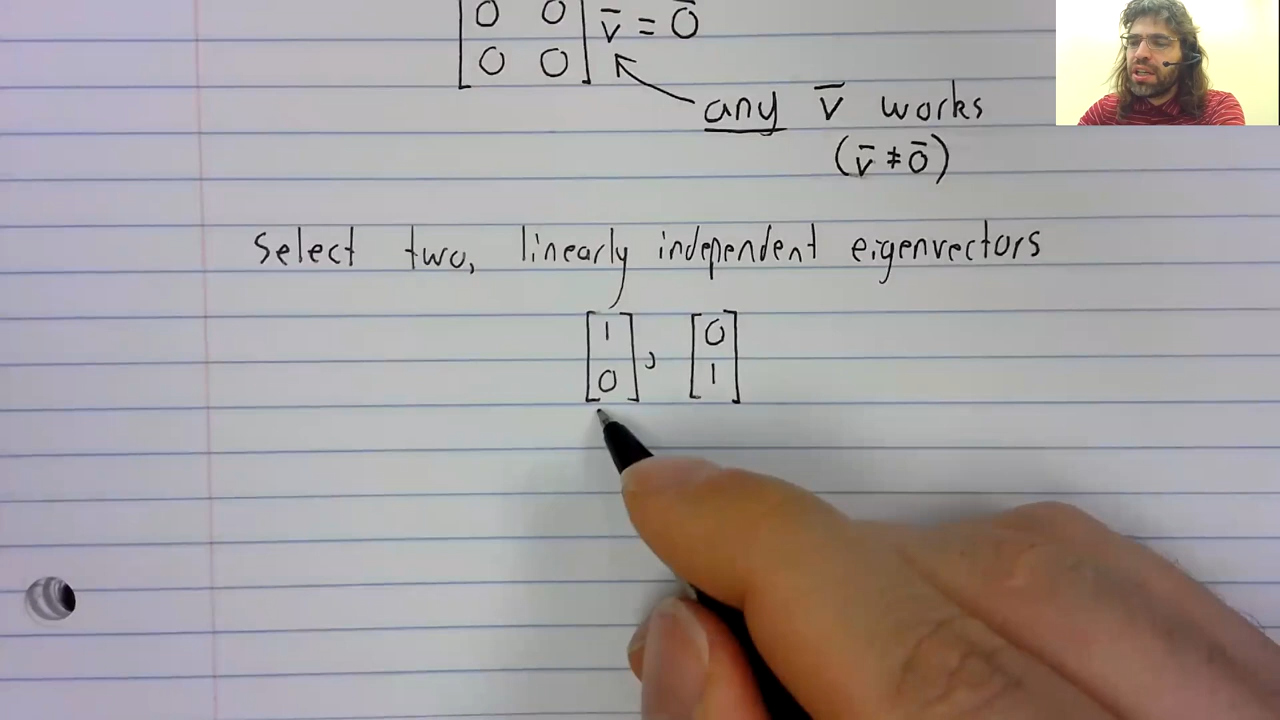 [0 0] v̄ = 0̄
[0 0]
any v̄ works
(v̄ ≠ 0̄)
Select two, linearly independent eigenvectors
[1 0], [0 1]